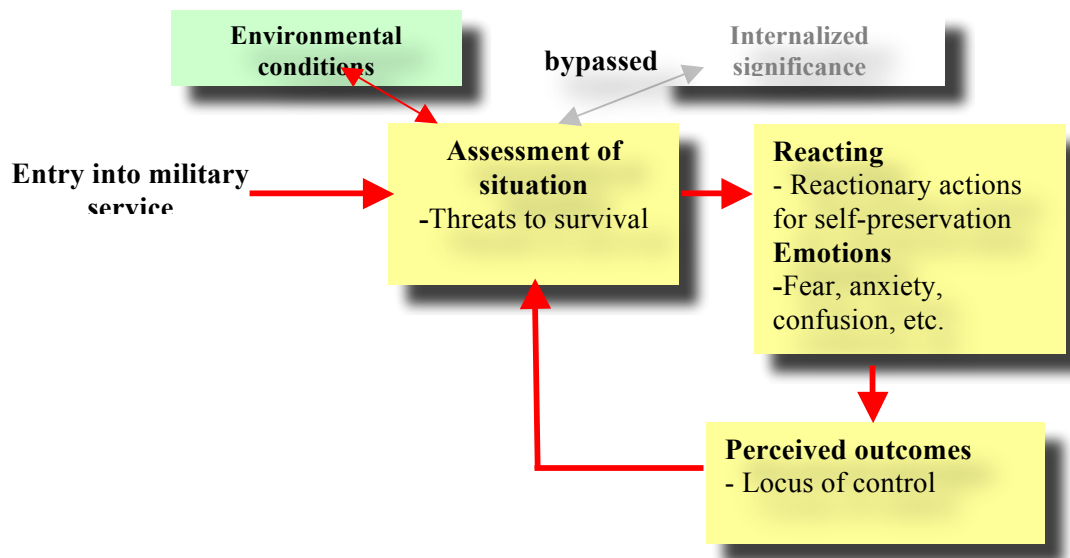 Environmental
conditions
bypassed
Internalized
significance
Entry into military
service
Assessment of
situation
-Threats to survival
Reacting
- Reactionary actions
for self-preservation
Emotions
-Fear, anxiety,
confusion, etc.
Perceived outcomes
- Locus of control